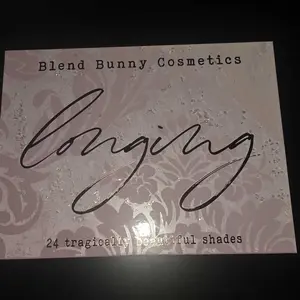 Blend Bunny Cosmetics
longing
24 tragically beautiful shades